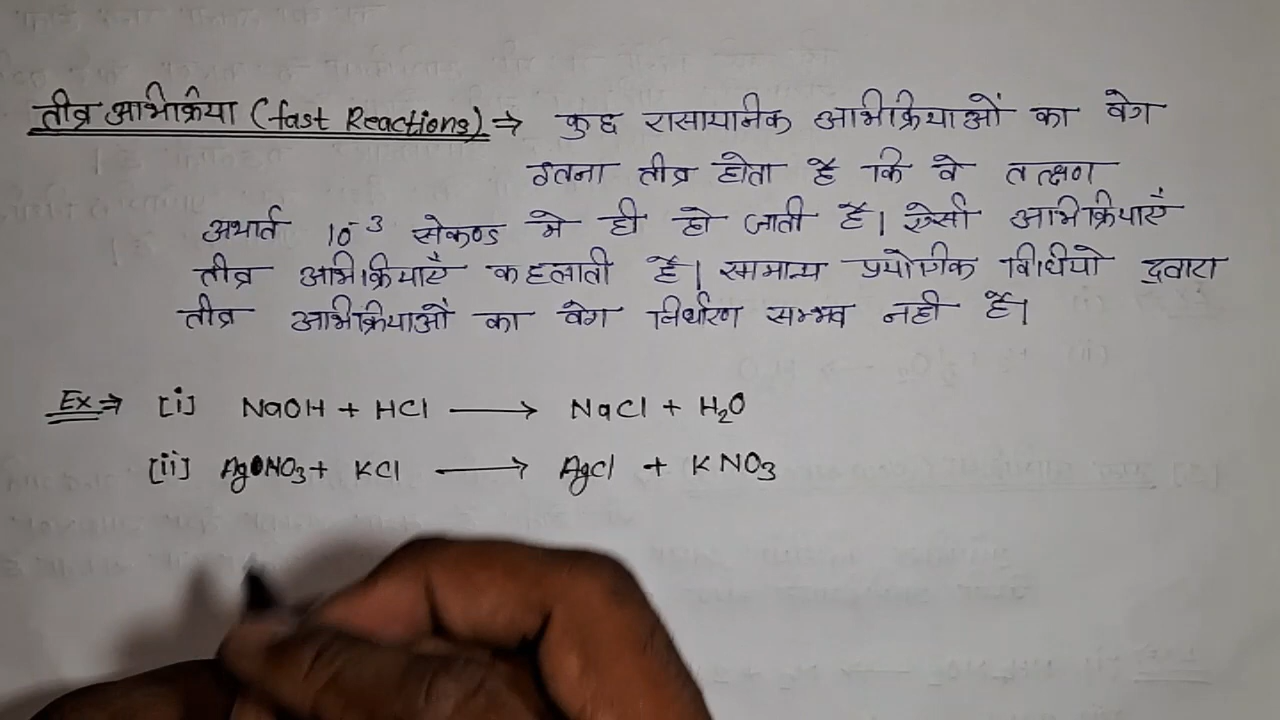 तीव्र अभिक्रिया (fast Reactions) → कुछ रासायनिक अभिक्रियाओं का वेग
इतना तीव्र होता है कि वे तत्क्षण
अर्थात 10⁻³ सेकण्ड मे ही हो जाती है। ऐसी अभिक्रियाएँ
तीव्र अभिक्रियाएँ कहलाती है। सामान्य प्रयोगिक विधियो द्वारा
तीव्र अभिक्रियाओं का वेग निर्धारण सम्भव नही है।
Ex ⇒ [i] NaOH + HCl ⟶ NaCl + H₂O
[ii] AgNO₃ + KCl ⟶ AgCl + KNO₃